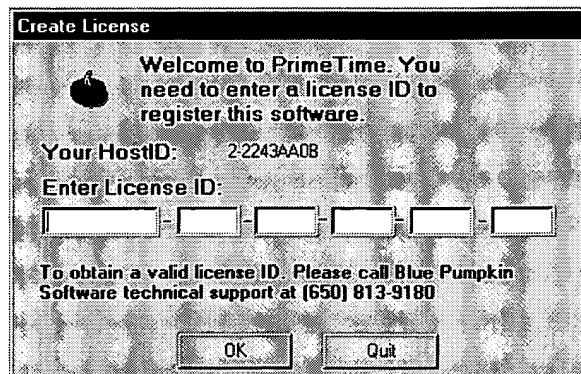 Create License
Welcome to PrimeTime. You
need to enter a license ID to
register this software.
Your HostID: 2-2243AA0B
Enter License ID:
- - - - -
To obtain a valid license ID. Please call Blue Pumpkin
Software technical support at (650) 813-9180
OK Quit